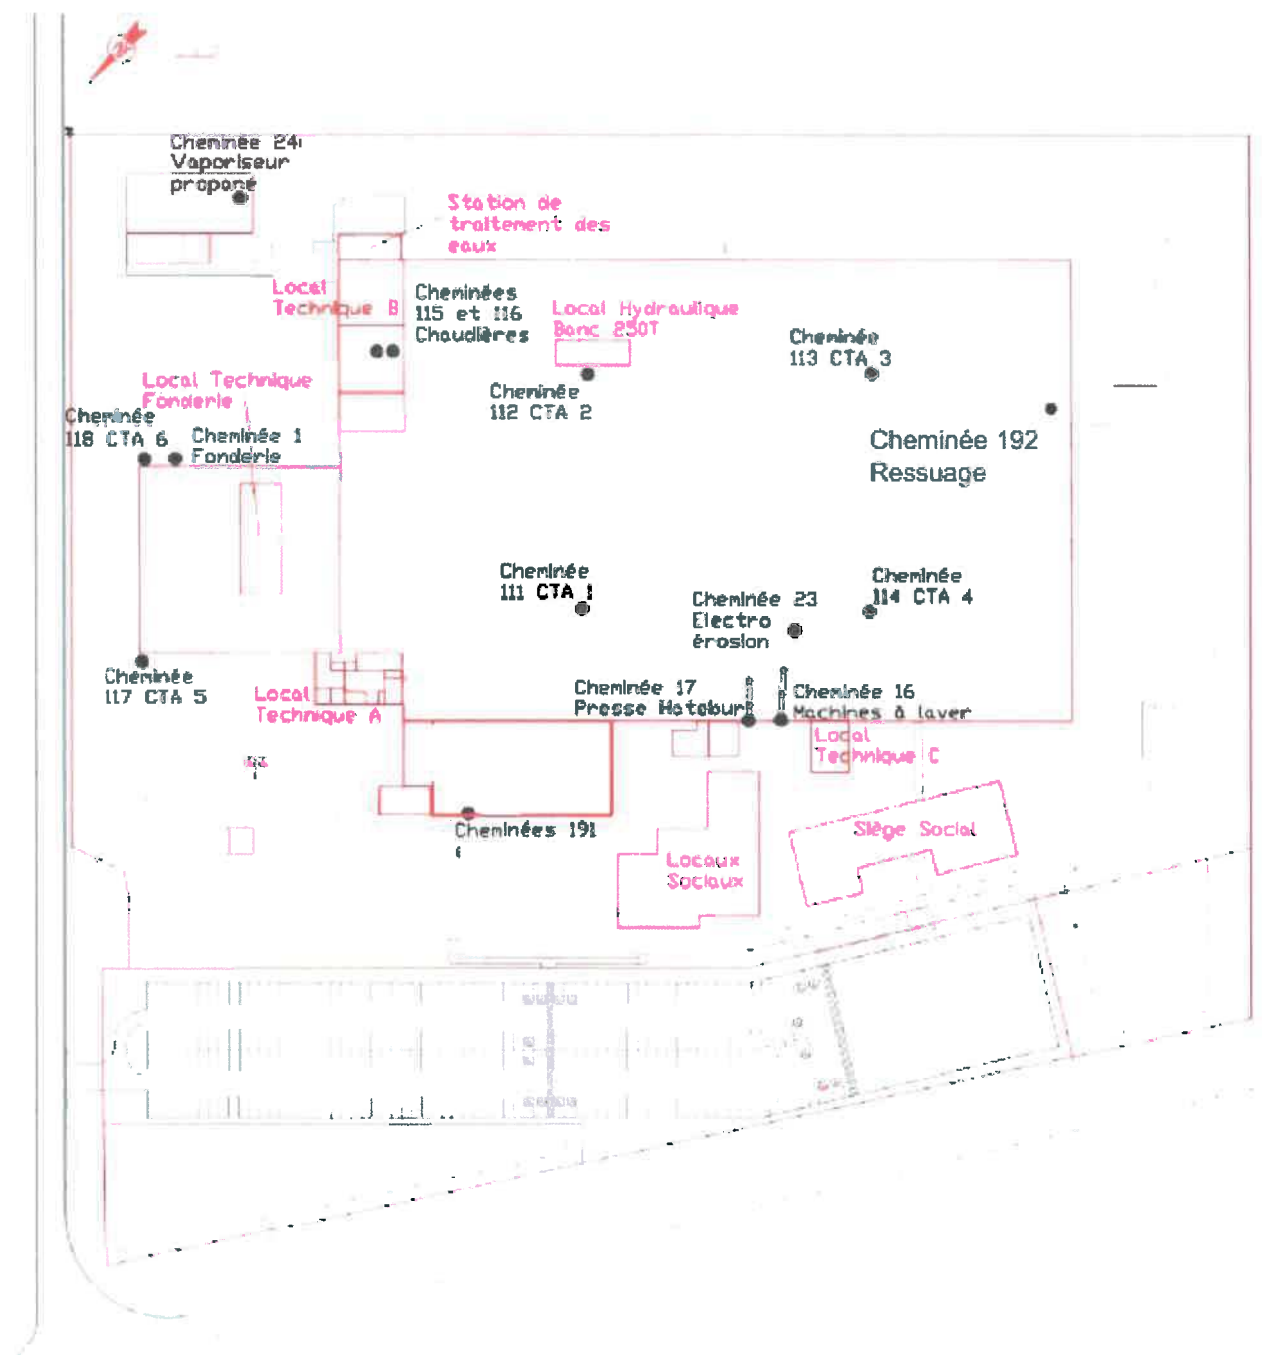 Cheminée 24
Vaporiseur
propane
Station de
traitement des
eaux
Local
Technique B
Cheminées
115 et 116
Chaudières
Local Hydraulique
Banc 250T
Cheminée
113 CTA 3
Local Technique
Fonderie
Cheminée
112 CTA 2
Cheminée
118 CTA 6
Cheminée 1
Fonderie
Cheminée 192
Ressuage
Cheminée
111 CTA 1
Cheminée
114 CTA 4
Cheminée 23
Electro
érosion
Cheminée
117 CTA 5
Local
Technique A
Cheminée 17
Presse Hatebur
Cheminée 16
Machines à laver
Local
Technique C
Cheminées 191
Siège Social
Locaux
Sociaux